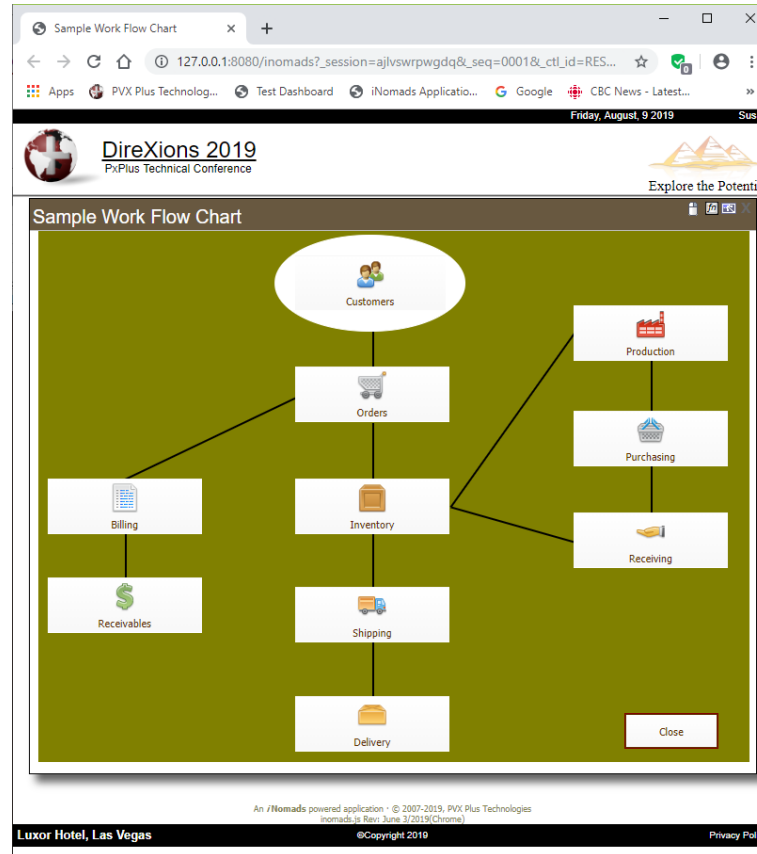 Sample Work Flow Chart
127.0.0.1:8080/inomads?_session=ajlvswrpwgdq&_seq=0001&_ctl_id=RES...
0
Apps PVX Plus Technolog... Test Dashboard iNomads Applicatio... Google CBC News - Latest... »
Friday, August, 9 2019 Sus
DireXions 2019
PxPlus Technical Conference
Explore the Potenti
Sample Work Flow Chart
Customers
Production
Orders
Purchasing
Billing
Inventory
Receiving
Receivables
Shipping
Delivery
Close
An iNomads powered application · © 2007-2019, PVX Plus Technologies
inomads.js Rev: June 3/2019(Chrome)
Luxor Hotel, Las Vegas ©Copyright 2019 Privacy Pol